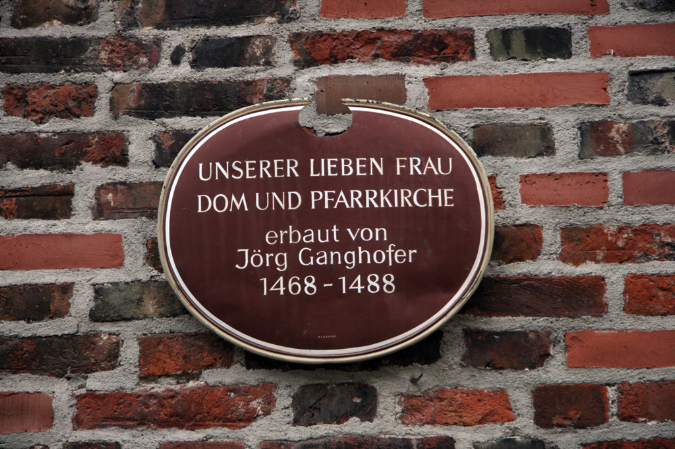 UNSERER LIEBEN FRAU
DOM UND PFARRKIRCHE
erbaut von
Jörg Ganghofer
1468 - 1488